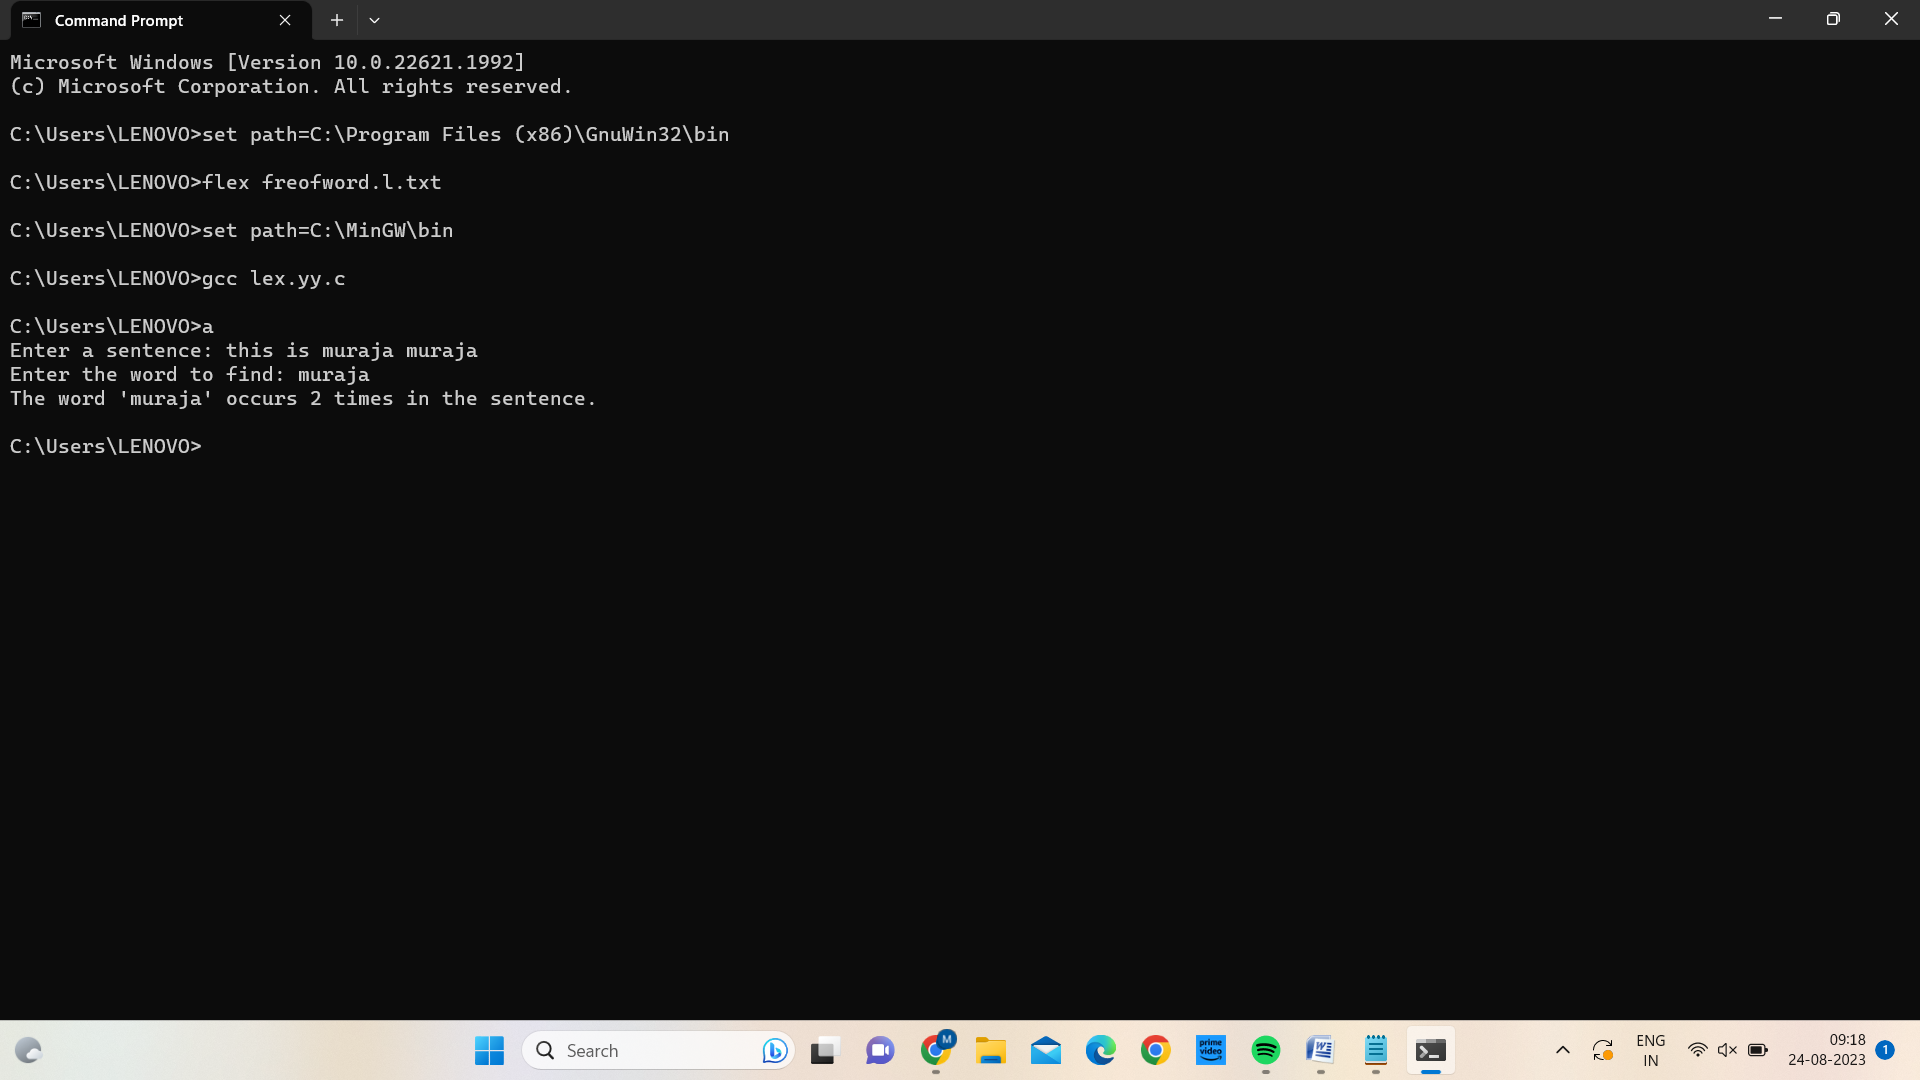 Command Prompt
Microsoft Windows [Version 10.0.22621.1992]
(c) Microsoft Corporation. All rights reserved.
C:\Users\LENOVO>set path=C:\Program Files (x86)\GnuWin32\bin
C:\Users\LENOVO>flex freofword.l.txt
C:\Users\LENOVO>set path=C:\MinGW\bin
C:\Users\LENOVO>gcc lex.yy.c
C:\Users\LENOVO>a
Enter a sentence: this is muraja muraja
Enter the word to find: muraja
The word 'muraja' occurs 2 times in the sentence.
C:\Users\LENOVO>
Search
M
prime video
W
ENG
IN
09:18
24-08-2023
1